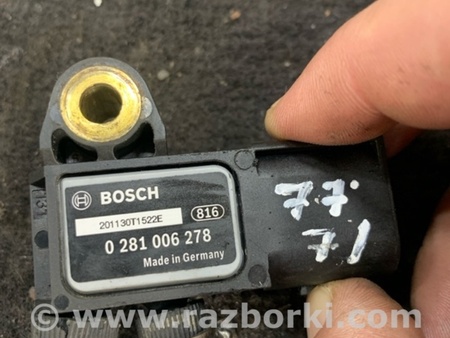 BOSCH
201130T1522E
816
0 281 006 278
Made in Germany
77.
71
www.razborki.com